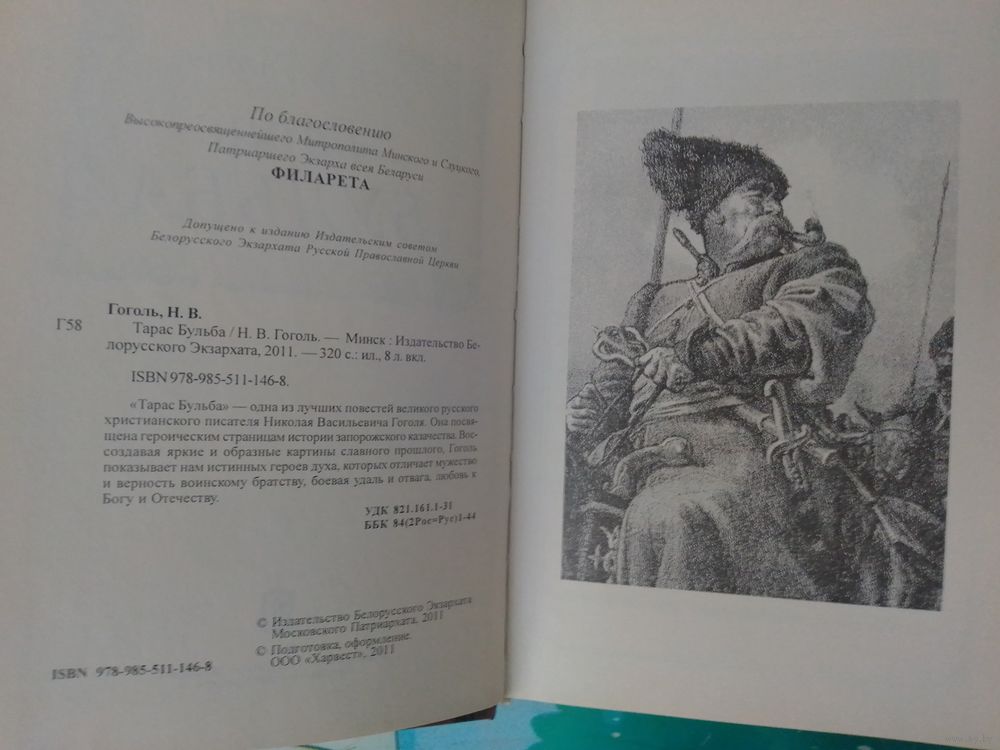 По благословению
Высокопреосвященнейшего Митрополита Минского и Слуцкого,
Патриаршего Экзарха всея Беларуси
ФИЛАРЕТА
Допущено к изданию Издательским советом
Белорусского Экзархата Русской Православной Церкви
Гоголь, Н. В.
Г58 Тарас Бульба / Н. В. Гоголь. — Минск : Издательство Бе-
лорусского Экзархата, 2011. — 320 с.: ил., 8 л. вкл.
ISBN 978-985-511-146-8.
«Тарас Бульба» — одна из лучших повестей великого русского
христианского писателя Николая Васильевича Гоголя. Она посвя-
щена героическим страницам истории запорожского казачества. Вос-
создавая яркие и образные картины славного прошлого, Гоголь
показывает нам истинных героев духа, которых отличает мужество
и верность воинскому братству, боевая удаль и отвага, любовь к
Богу и Отечеству.
УДК 821.161.1-31
ББК 84(2Рос=Рус)1-44
© Издательство Белорусского Экзархата
Московского Патриархата, 2011
© Подготовка, оформление.
ООО «Харвест», 2011
ISBN 978-985-511-146-8